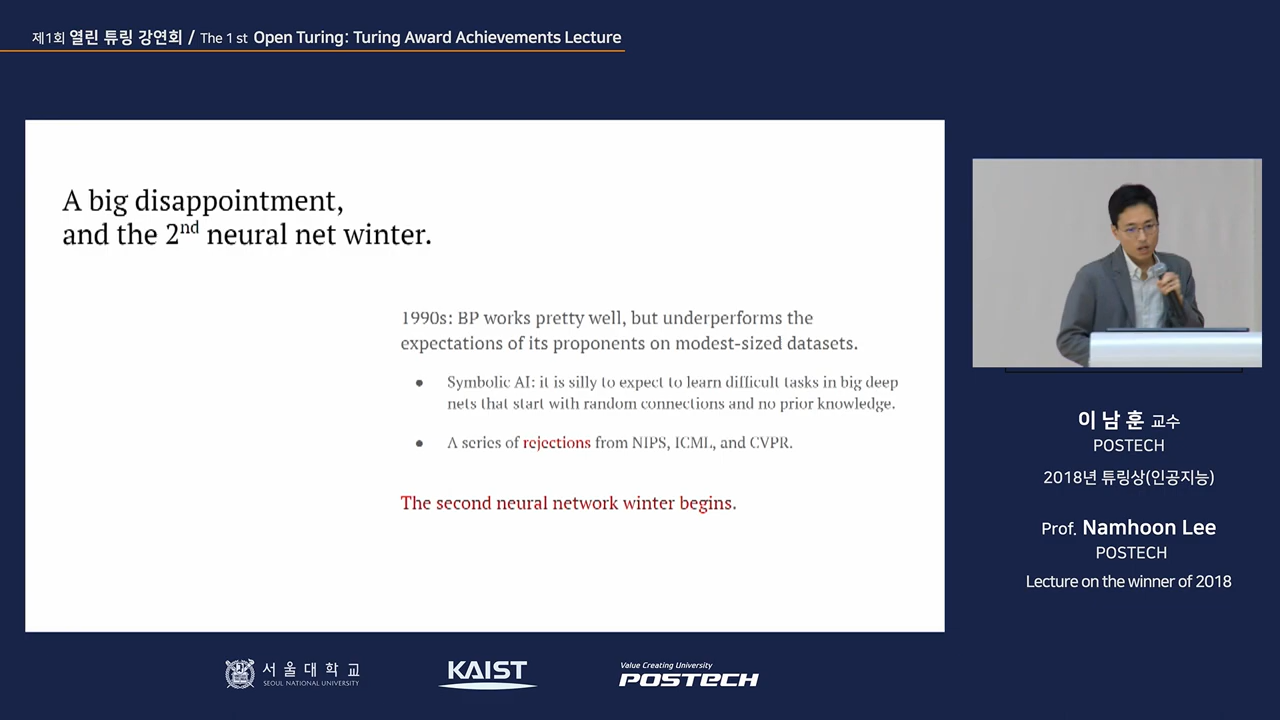 제1회 열린 튜링 강연회 / The 1 st Open Turing: Turing Award Achievements Lecture
A big disappointment,
and the 2nd neural net winter.
1990s: BP works pretty well, but underperforms the
expectations of its proponents on modest-sized datasets.
● Symbolic AI: it is silly to expect to learn difficult tasks in big deep
nets that start with random connections and no prior knowledge.
● A series of rejections from NIPS, ICML, and CVPR.
The second neural network winter begins.
이 남 훈 교수
POSTECH
2018년 튜링상(인공지능)
Prof. Namhoon Lee
POSTECH
Lecture on the winner of 2018
서울대학교
SEOUL NATIONAL UNIVERSITY
KAIST
Value Creating University
POSTECH